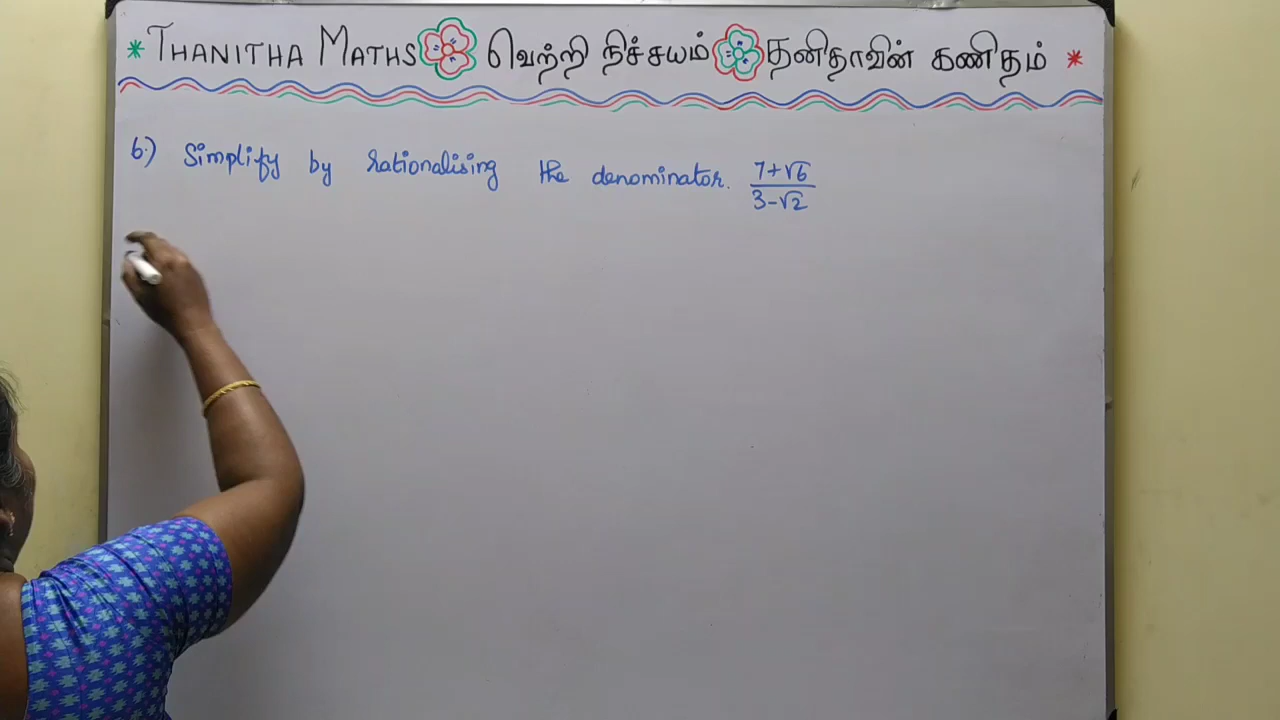 * THANITHA MATHS வெற்றி நிச்சயம் தனிதாவின் கணிதம் *
6.) Simplify by rationalising the denominator. 7+√6
3-√2